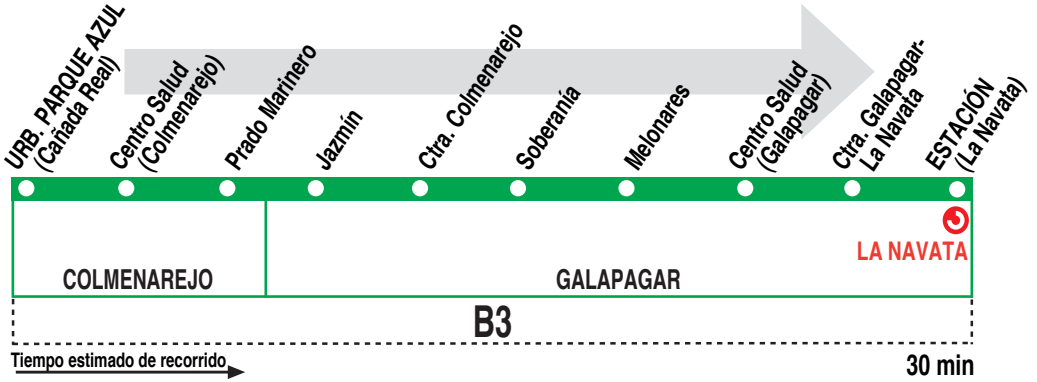 URB. PARQUE AZUL
(Cañada Real)
Centro Salud
(Colmenarejo)
Prado Marinero
Jazmín
Ctra. Colmenarejo
Soberanía
Melonares
Centro Salud
(Galapagar)
Ctra. Galapagar-
La Navata
ESTACIÓN
(La Navata)
LA NAVATA
COLMENAREJO
GALAPAGAR
B3
Tiempo estimado de recorrido
30 min